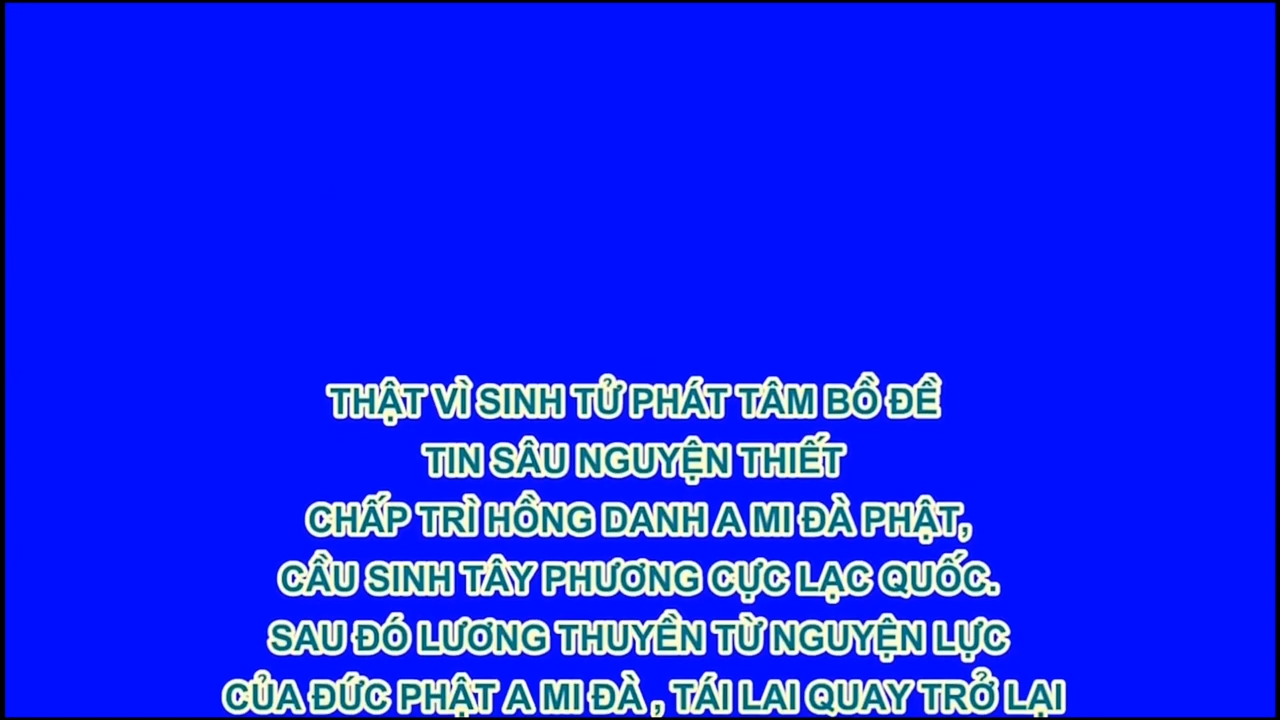 THẬT VÌ SINH TỬ PHÁT TÂM BỒ ĐỀ
TIN SÂU NGUYỆN THIẾT
CHẤP TRÌ HỒNG DANH A MI ĐÀ PHẬT,
CẦU SINH TÂY PHƯƠNG CỰC LẠC QUỐC.
SAU ĐÓ LƯƠNG THUYỀN TỪ NGUYỆN LỰC
CỦA ĐỨC PHẬT A MI ĐÀ , TÁI LAI QUAY TRỞ LẠI